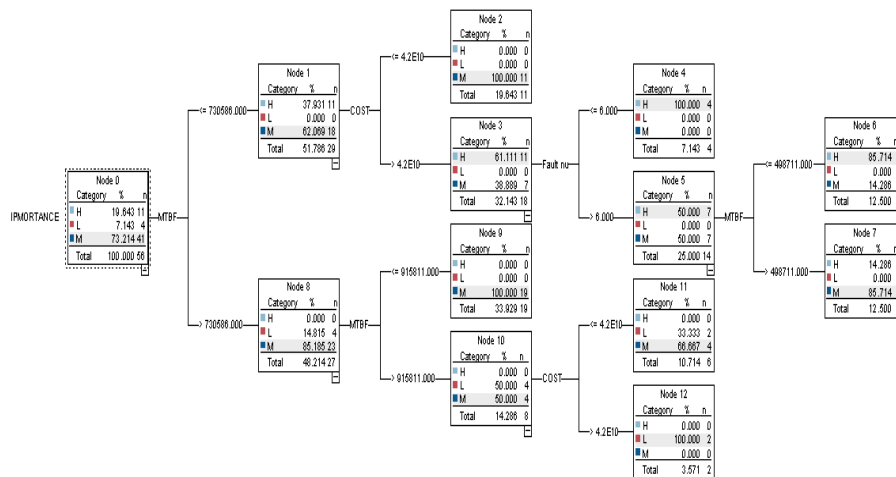 IPMORTANCE
Node 0
Category % n
H 19.643 11
L 7.143 4
M 73.214 41
Total 100.000 56
MTBF
<= 730586.000
Node 1
Category % n
H 37.931 11
L 0.000 0
M 62.069 18
Total 51.786 29
COST
<= 4.2E10
Node 2
Category % n
H 0.000 0
L 0.000 0
M 100.000 11
Total 19.643 11
> 4.2E10
Node 3
Category % n
H 61.111 11
L 0.000 0
M 38.889 7
Total 32.143 18
Fault nu
<= 6.000
Node 4
Category % n
H 100.000 4
L 0.000 0
M 0.000 0
Total 7.143 4
> 6.000
Node 5
Category % n
H 50.000 7
L 0.000 0
M 50.000 7
Total 25.000 14
MTBF
<= 498711.000
Node 6
Category %
H 85.714
L 0.000
M 14.286
Total 12.500
> 498711.000
Node 7
Category %
H 14.286
L 0.000
M 85.714
Total 12.500
> 730586.000
Node 8
Category % n
H 0.000 0
L 14.815 4
M 85.185 23
Total 48.214 27
MTBF
<= 915811.000
Node 9
Category % n
H 0.000 0
L 0.000 0
M 100.000 19
Total 33.929 19
> 915811.000
Node 10
Category % n
H 0.000 0
L 50.000 4
M 50.000 4
Total 14.286 8
COST
<= 4.2E10
Node 11
Category % n
H 0.000 0
L 33.333 2
M 66.667 4
Total 10.714 6
> 4.2E10
Node 12
Category % n
H 0.000 0
L 100.000 2
M 0.000 0
Total 3.571 2